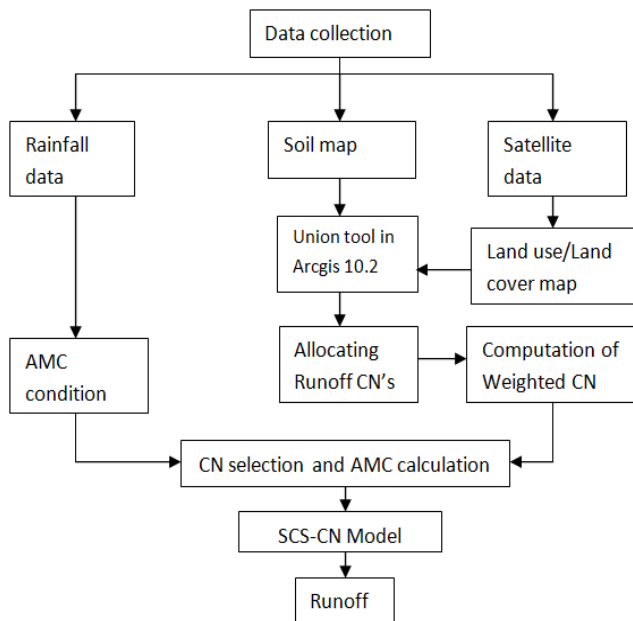 Data collection
Rainfall
data
Soil map
Satellite
data
Union tool in
Arcgis 10.2
Land use/Land
cover map
AMC
condition
Allocating
Runoff CN's
Computation of
Weighted CN
CN selection and AMC calculation
SCS-CN Model
Runoff